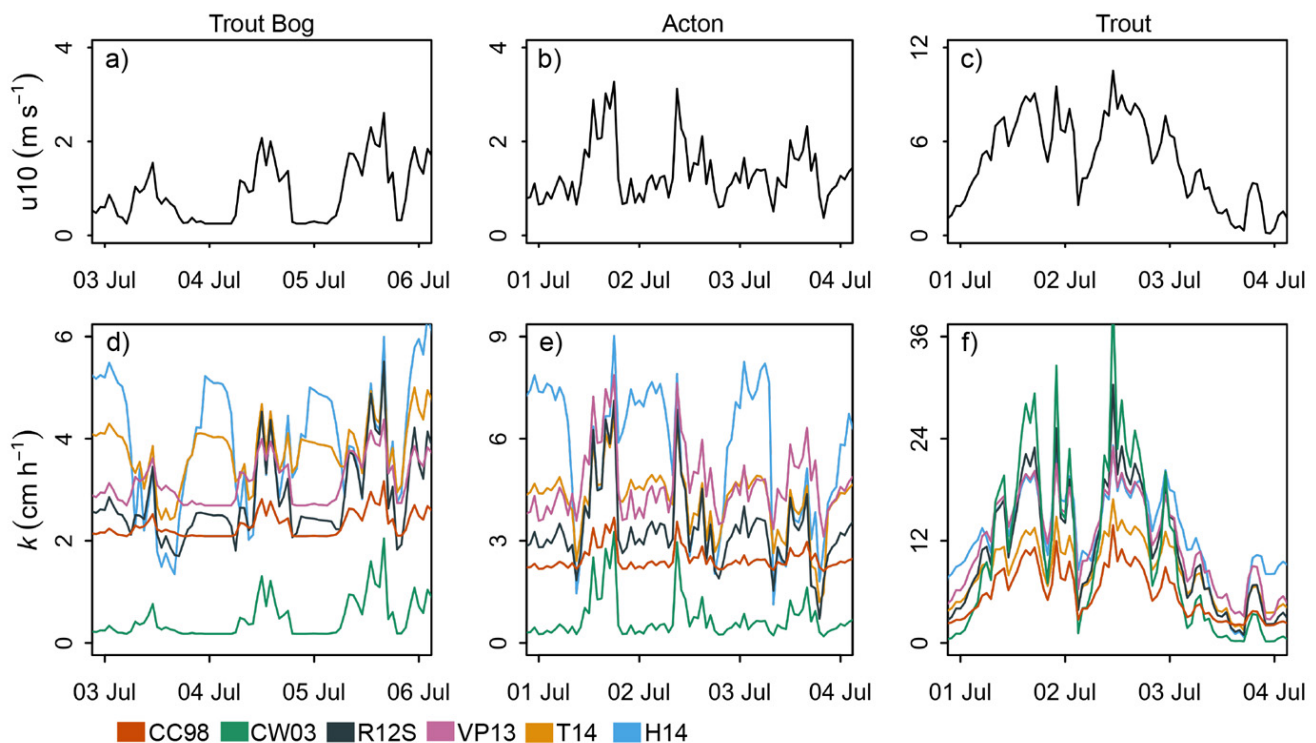 Trout Bog Acton Trout
a) b) c)
u10 (m s⁻¹)
4 4 12
2 2 6
0 0 0
03 Jul 04 Jul 05 Jul 06 Jul 01 Jul 02 Jul 03 Jul 04 Jul 01 Jul 02 Jul 03 Jul 04 Jul
d) e) f)
k (cm h⁻¹)
6 9 36
4 6 24
2 3 12
0 0 0
03 Jul 04 Jul 05 Jul 06 Jul 01 Jul 02 Jul 03 Jul 04 Jul 01 Jul 02 Jul 03 Jul 04 Jul
CC98 CW03 R12S VP13 T14 H14